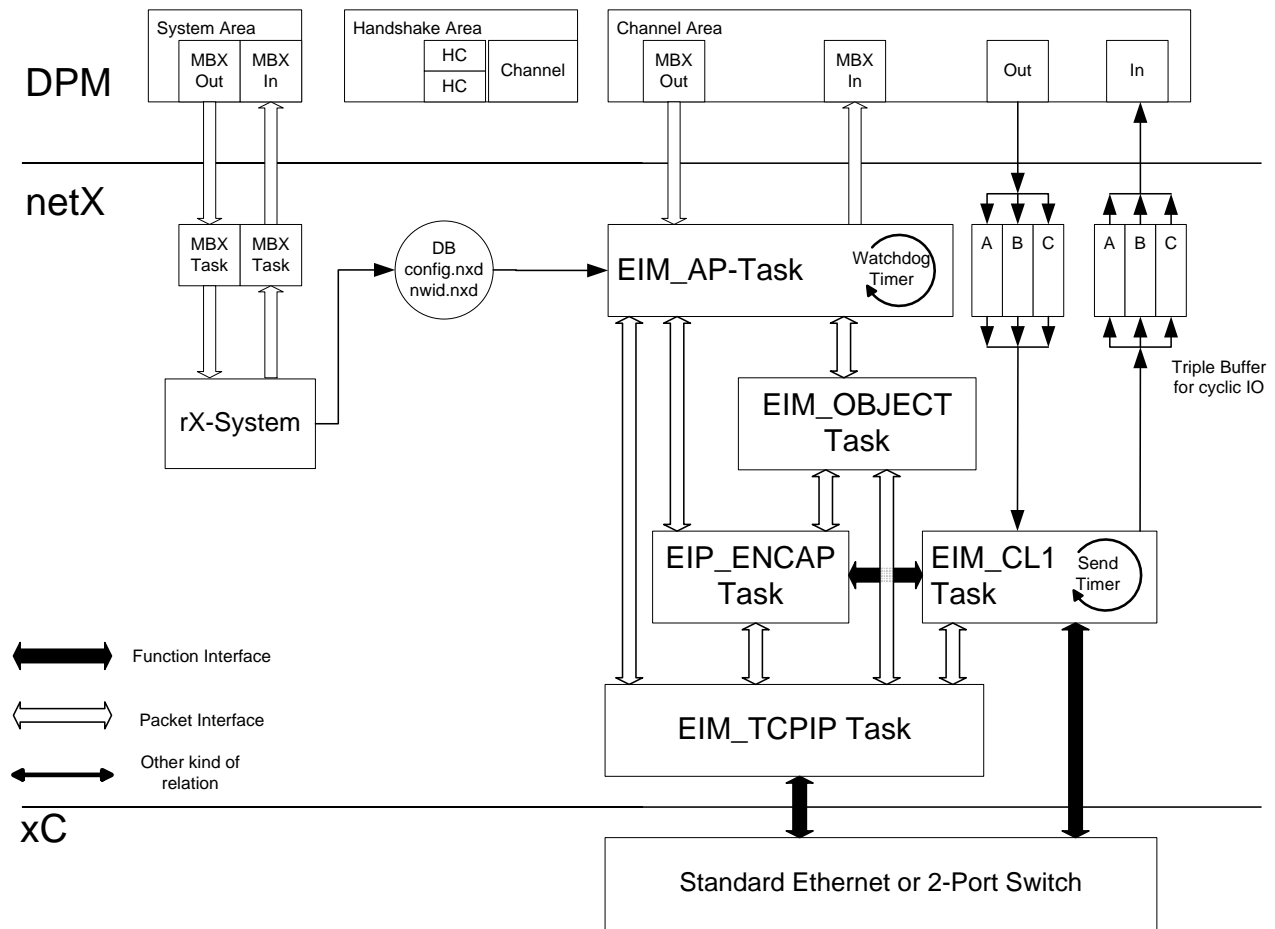 System Area
MBX
Out
MBX
In
Handshake Area
HC
HC
Channel
Channel Area
MBX
Out
MBX
In
Out
In
DPM
netX
MBX
Task
MBX
Task
DB
config.nxd
nwid.nxd
EIM_AP-Task
Watchdog
Timer
A
B
C
A
B
C
Triple Buffer
for cyclic IO
rX-System
EIM_OBJECT
Task
EIP_ENCAP
Task
EIM_CL1
Task
Send
Timer
Function Interface
Packet Interface
Other kind of
relation
EIM_TCPIP Task
xC
Standard Ethernet or 2-Port Switch